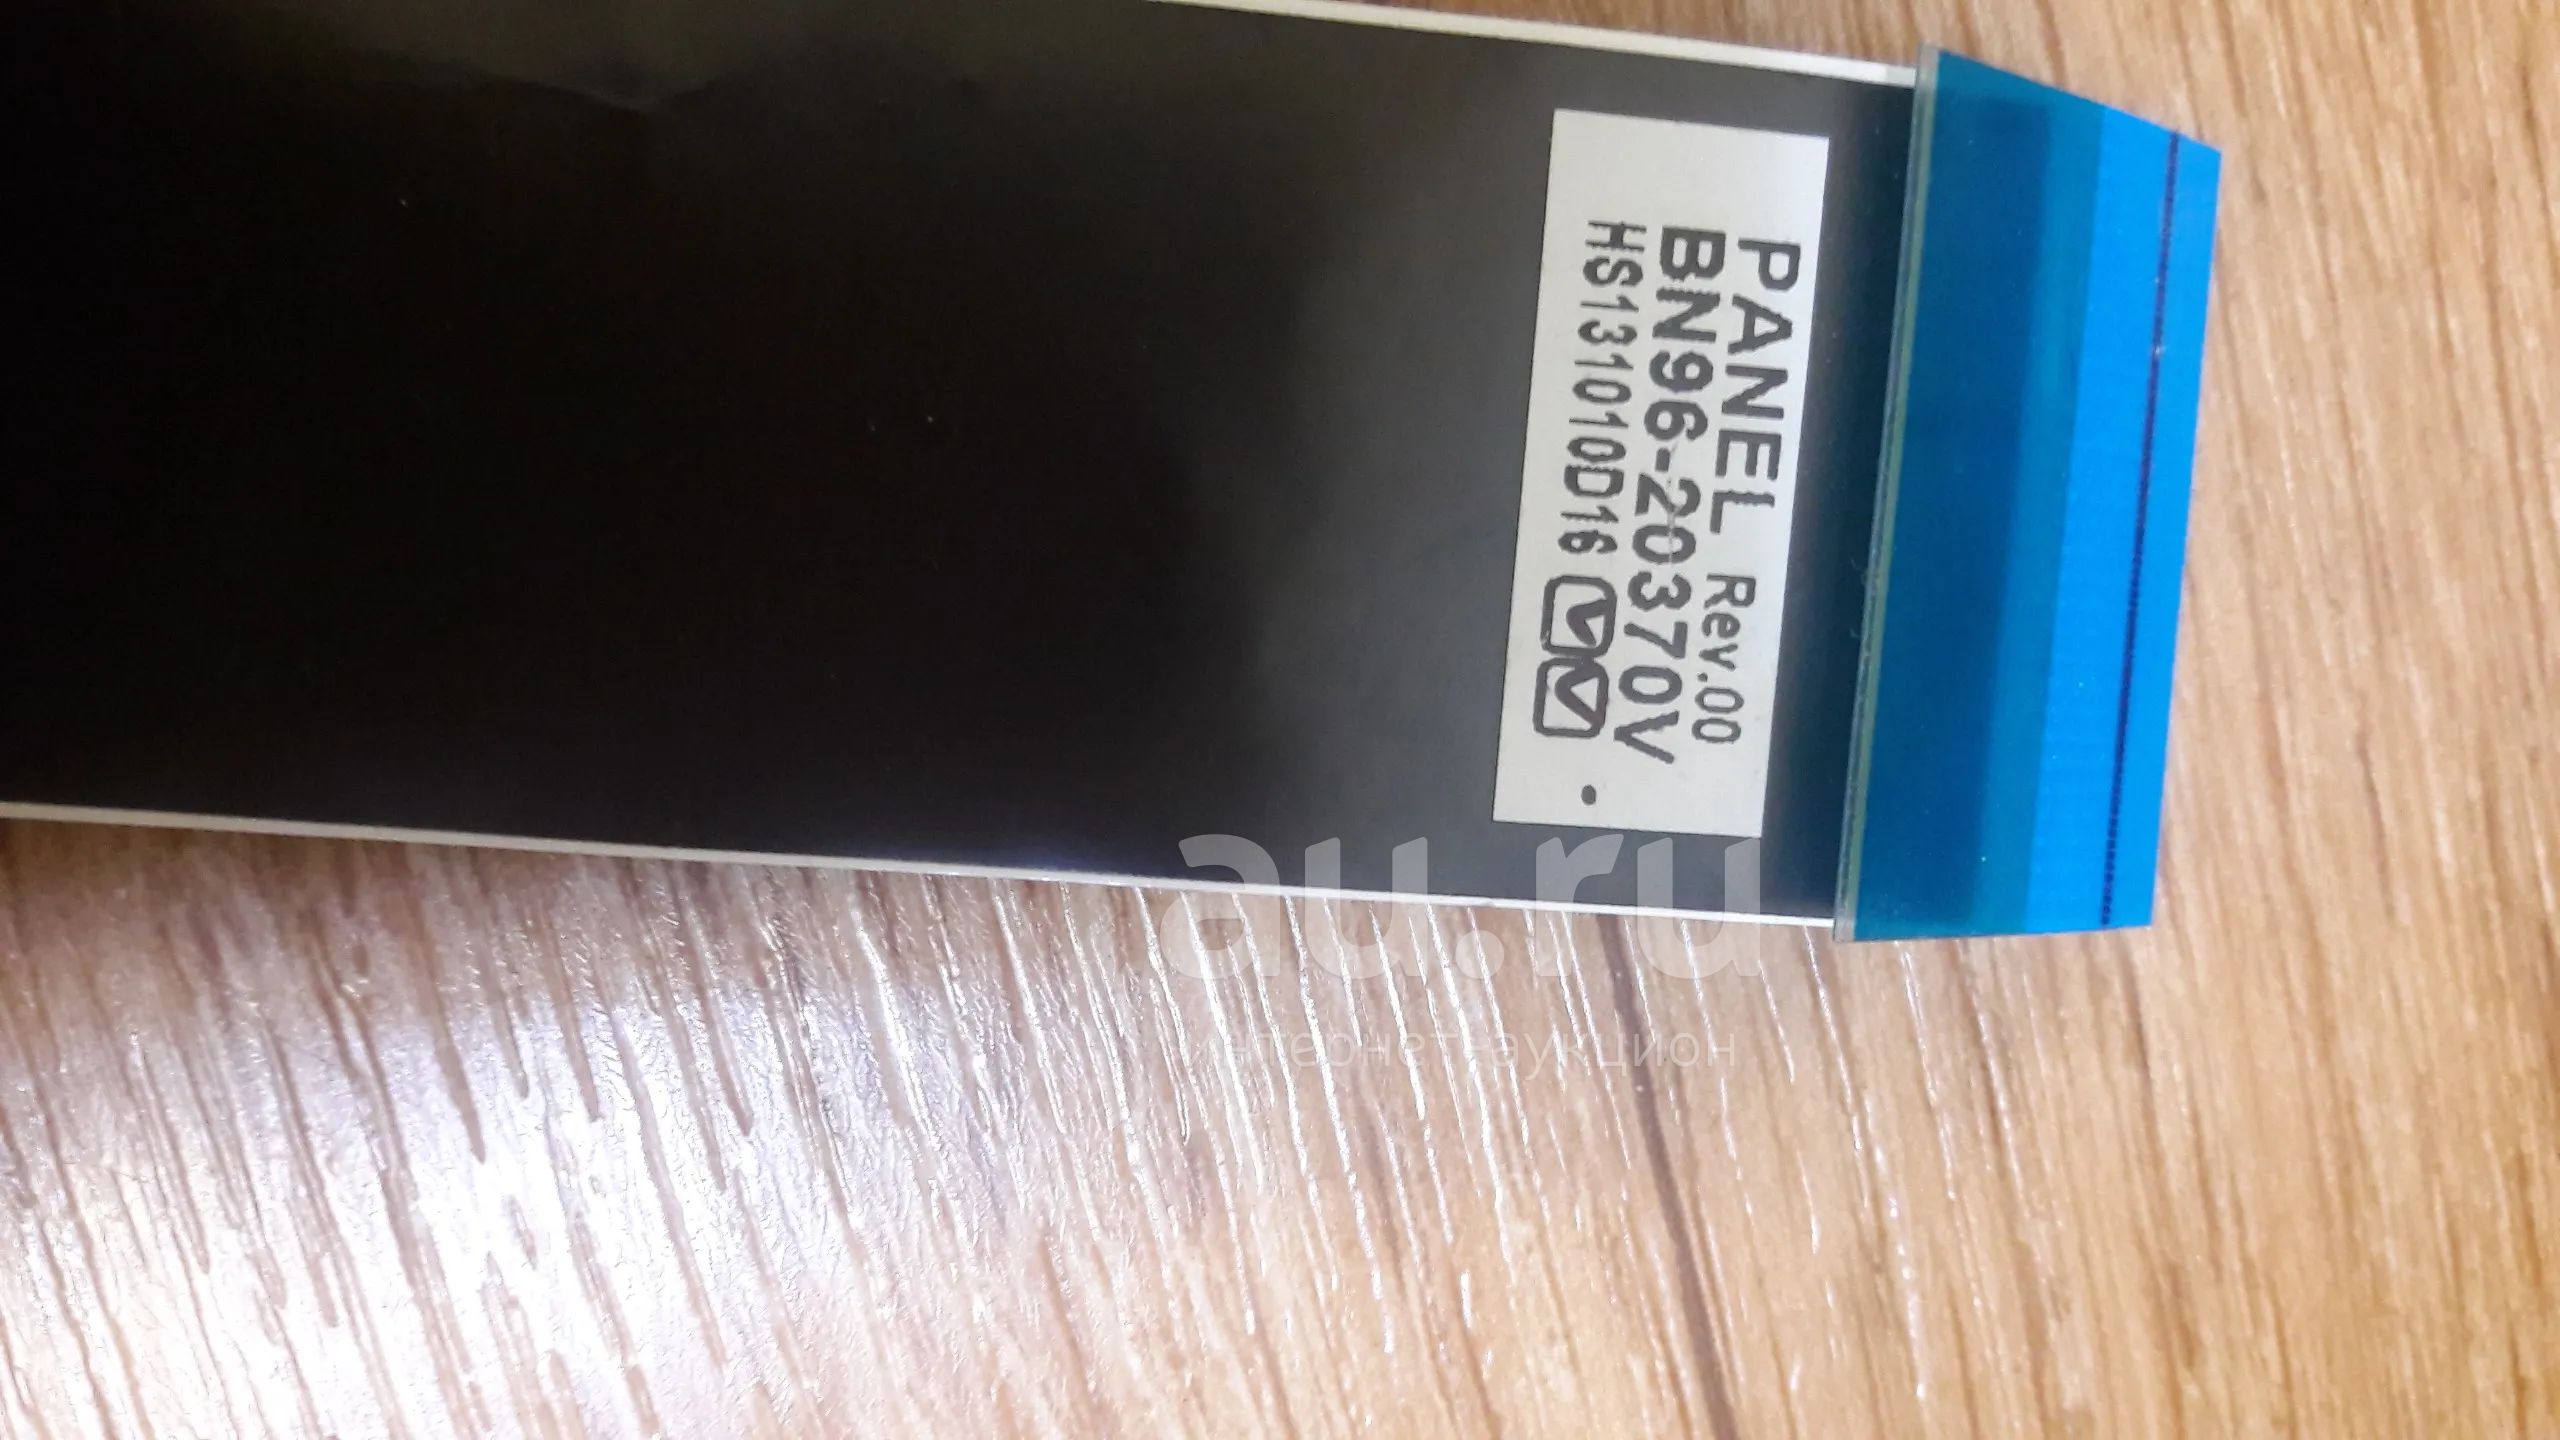 PANEL Rev.00
BN96-20370V
HS131010D16
au.ru
интернет-аукцион